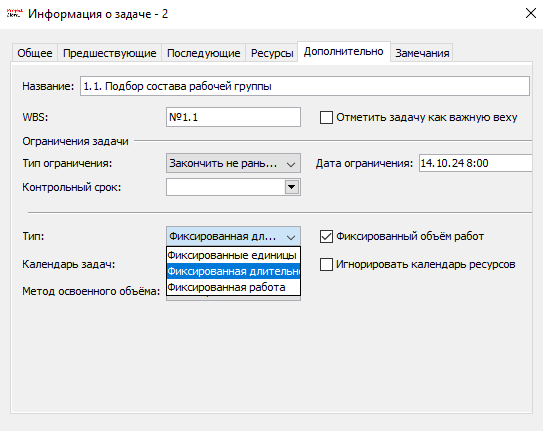 Информация о задаче - 2
Общее Предшествующие Последующие Ресурсы Дополнительно Замечания
Название: 1.1. Подбор состава рабочей группы
WBS: №1.1 Отметить задачу как важную веху
Ограничения задачи
Тип ограничения: Закончить не рань... Дата ограничения: 14.10.24 8:00
Контрольный срок:
Тип: Фиксированная дл... Фиксированный объём работ
Фиксированные единицы
Календарь задач: Фиксированная длительно Игнорировать календарь ресурсов
Фиксированная работа
Метод освоенного объёма: